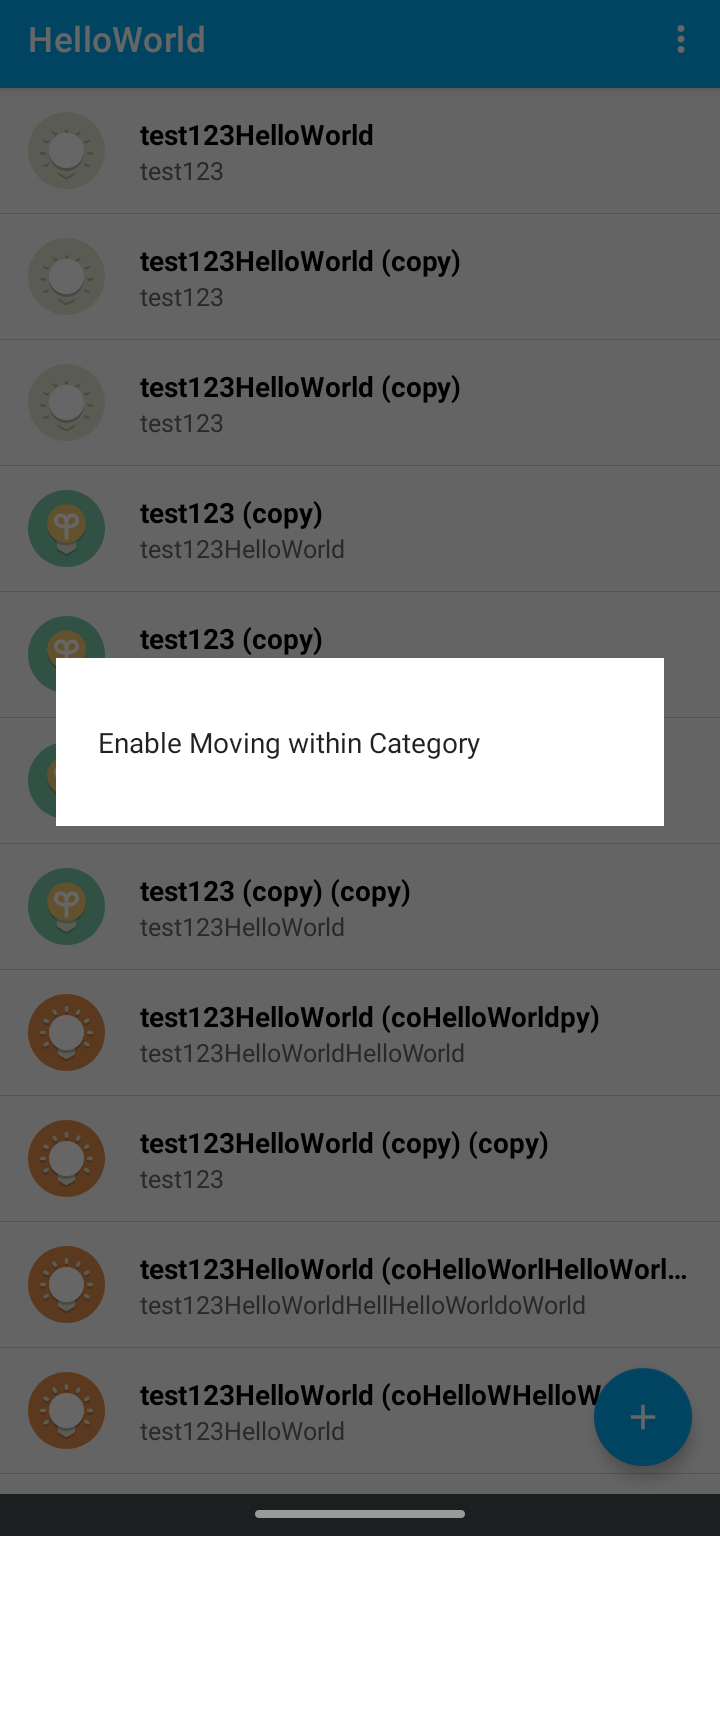 HelloWorld
test123HelloWorld
test123
test123HelloWorld (copy)
test123
test123HelloWorld (copy)
test123
test123 (copy)
test123HelloWorld
test123 (copy)
Enable Moving within Category
test123 (copy) (copy)
test123HelloWorld
test123HelloWorld (coHelloWorldpy)
test123HelloWorldHelloWorld
test123HelloWorld (copy) (copy)
test123
test123HelloWorld (coHelloWorlHelloWorl...
test123HelloWorldHellHelloWorldoWorld
test123HelloWorld (coHelloWHelloW
test123HelloWorld